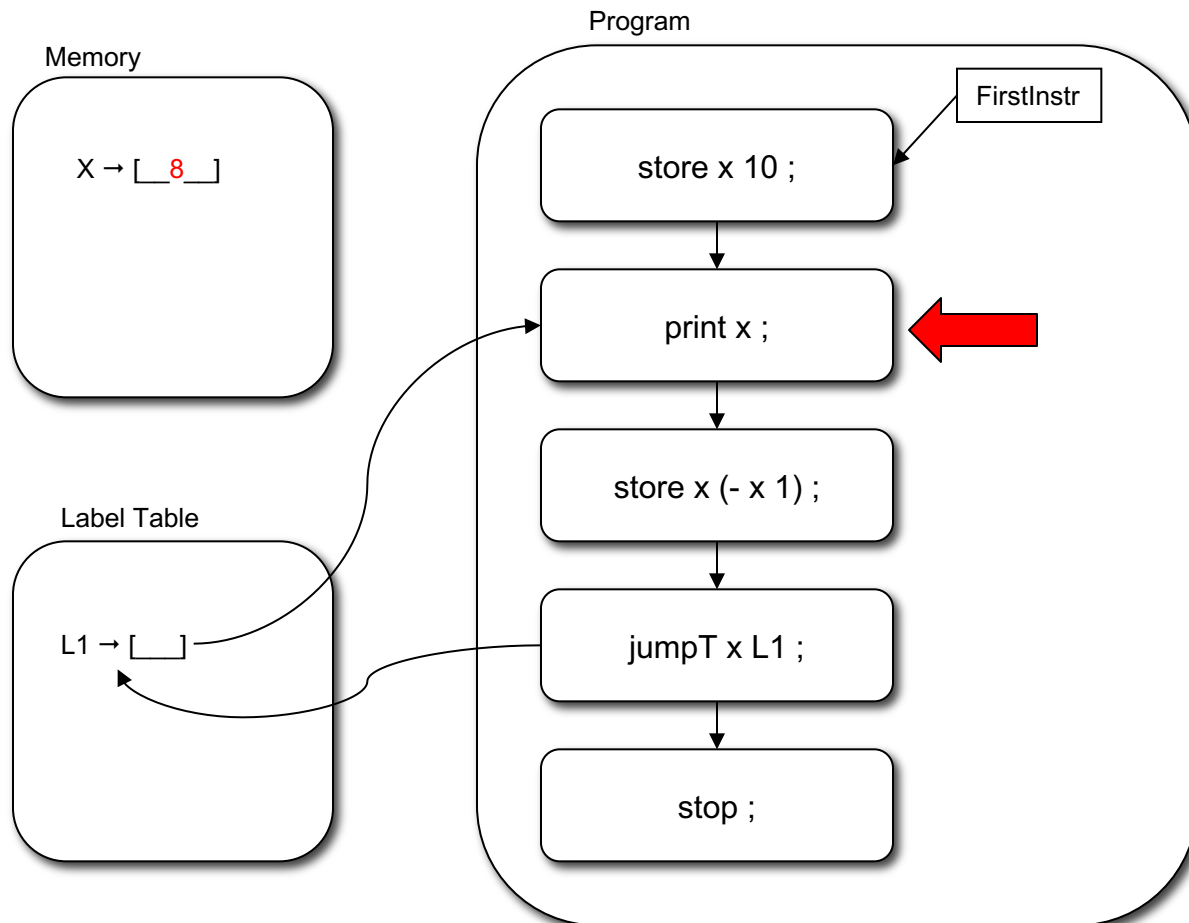 Program
Memory
FirstInstr
X → [__8__]
store x 10 ;
print x ;
store x (- x 1) ;
Label Table
L1 → [___]
jumpT x L1 ;
stop ;